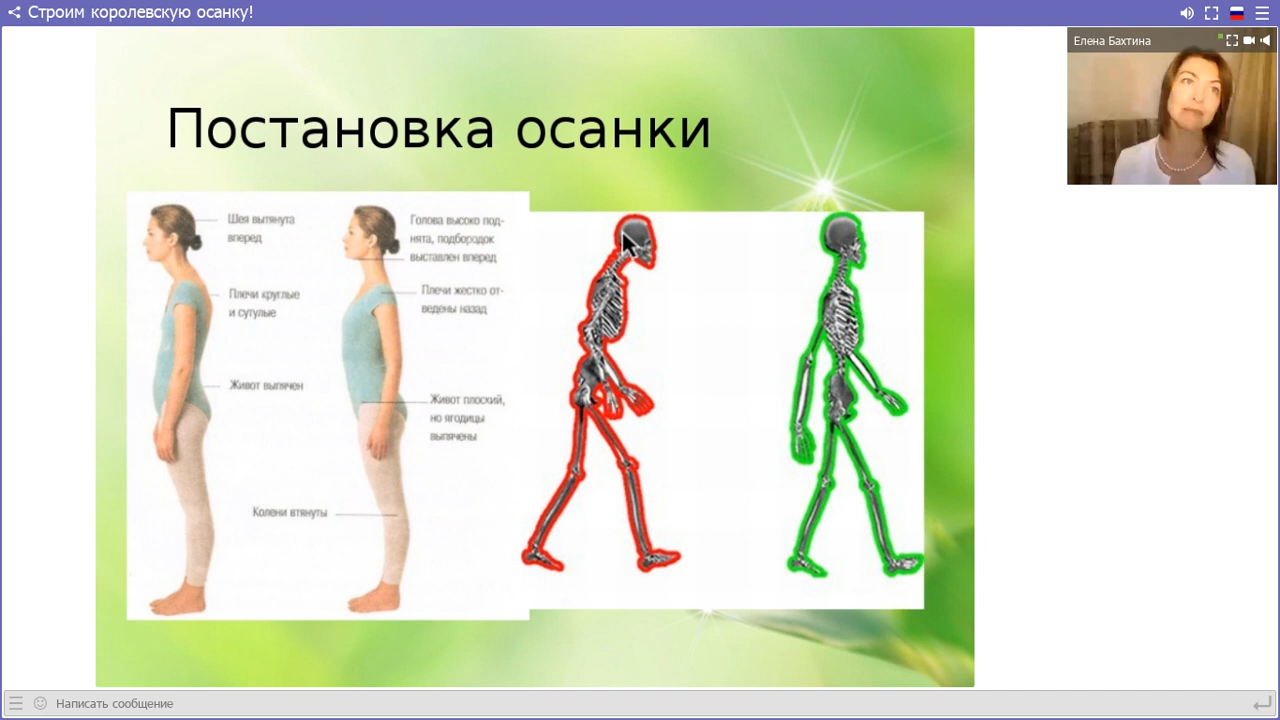 Строим королевскую осанку!
Елена Бахтина
Постановка осанки
Шея вытянута
вперед
Плечи круглые
и сутулые
Живот выпячен
Голова высоко под-
нята, подбородок
выставлен вперед
Плечи жестко от-
ведены назад
Живот плоский,
но ягодицы
выпячены
Колени втянуты
Написать сообщение